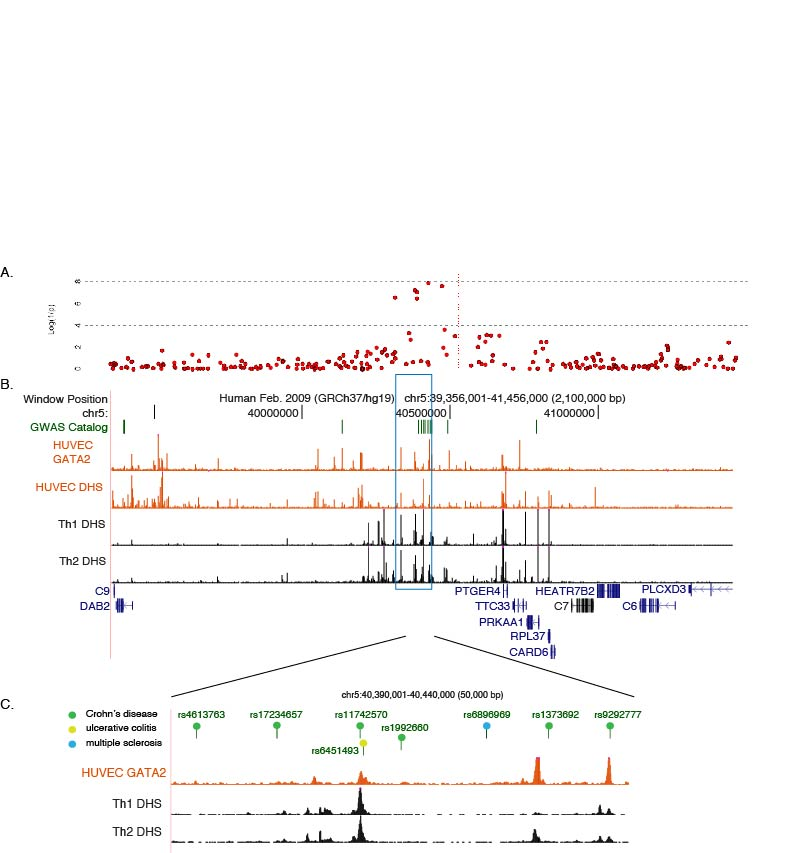 A.
8
6
4
2
0
Log(1/p)
B.
Window Position Human Feb. 2009 (GRCh37/hg19) chr5:39,356,001-41,456,000 (2,100,000 bp)
chr5: 40000000 40500000 41000000
GWAS Catalog
HUVEC
GATA2
HUVEC DHS
Th1 DHS
Th2 DHS
C9 PTGER4 HEATR7B2 PLCXD3
DAB2 TTC33 C7 C6
PRKAA1
RPL37
CARD6
chr5:40,390,001-40,440,000 (50,000 bp)
C.
Crohn's disease rs4613763 rs17234657 rs11742570 rs6896969 rs1373692 rs9292777
ulcerative colitis rs1992660
multiple sclerosis rs6451493
HUVEC GATA2
Th1 DHS
Th2 DHS